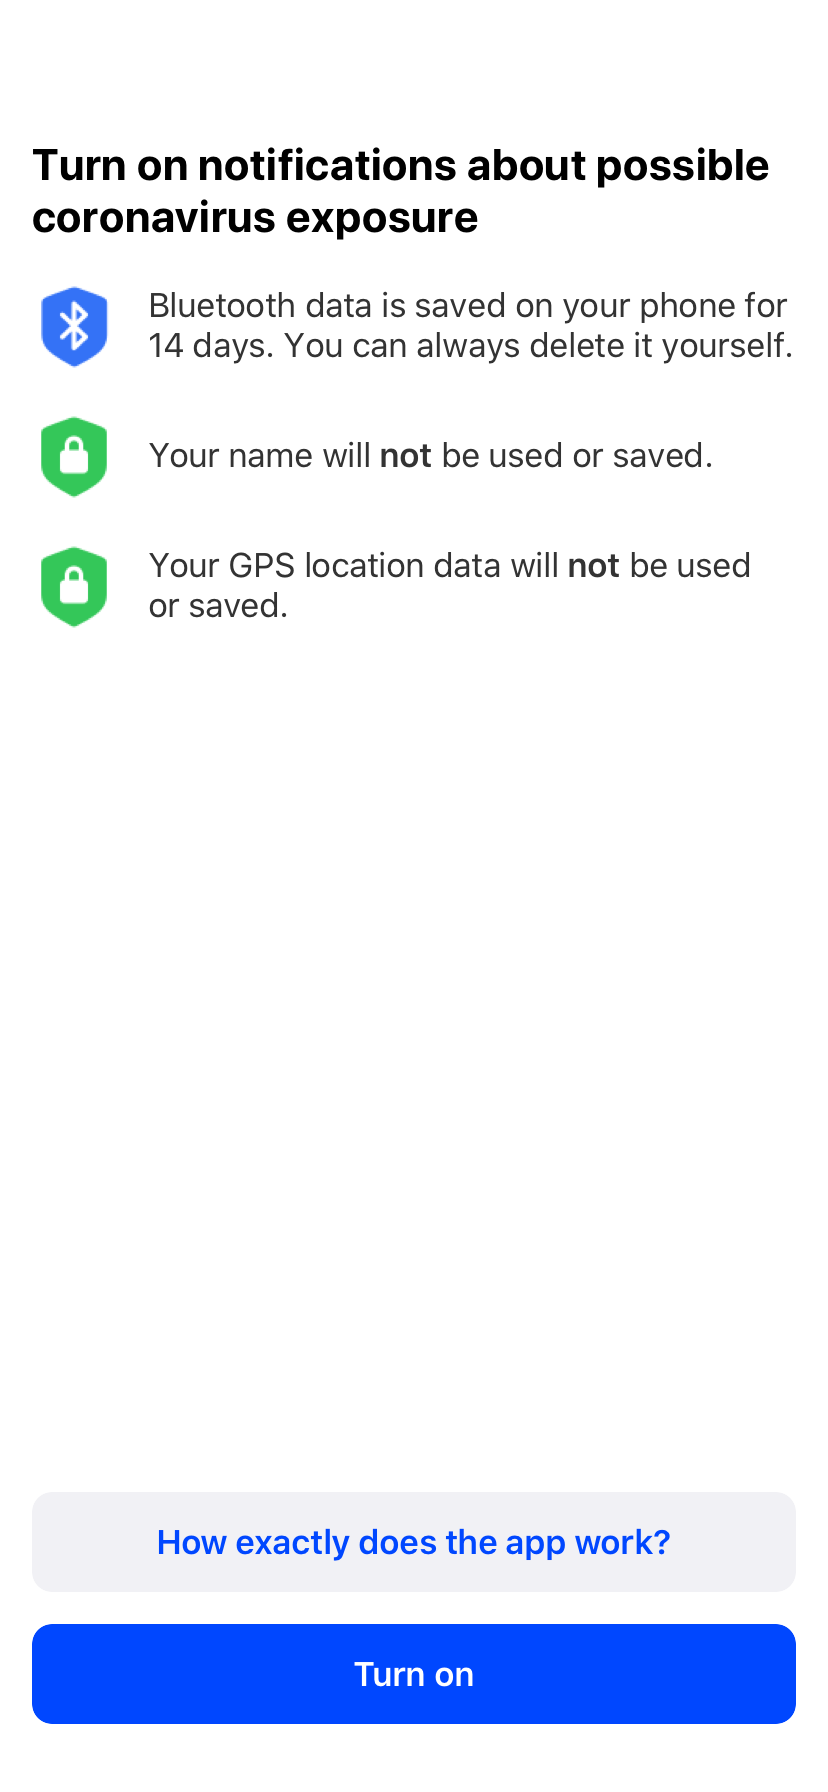 Turn on notifications about possible
coronavirus exposure
Bluetooth data is saved on your phone for
14 days. You can always delete it yourself.
Your name will not be used or saved.
Your GPS location data will not be used
or saved.
How exactly does the app work?
Turn on